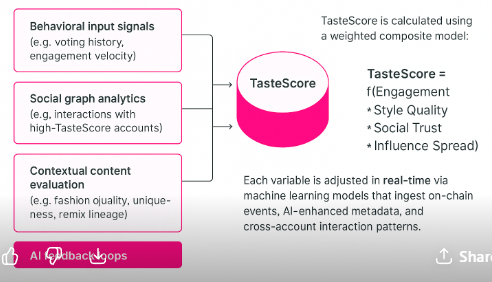 Behavioral input signals
(e.g. voting history,
engagement velocity)
Social graph analytics
(e.g, interactions with
high-TasteScore accounts)
Contextual content
evaluation
(e.g. fashion ojuality, unique-
ness, remix lineage)
AI feedback loops
TasteScore
TasteScore is calculated using
a weighted composite model:
TasteScore =
f(Engagement
* Style Quality
* Social Trust
* Influence Spread)
Each variable is adjusted in real-time via
machine learning models that ingest on-chain
events, AI-enhanced metadata, and
cross-account interaction patterns.
Share